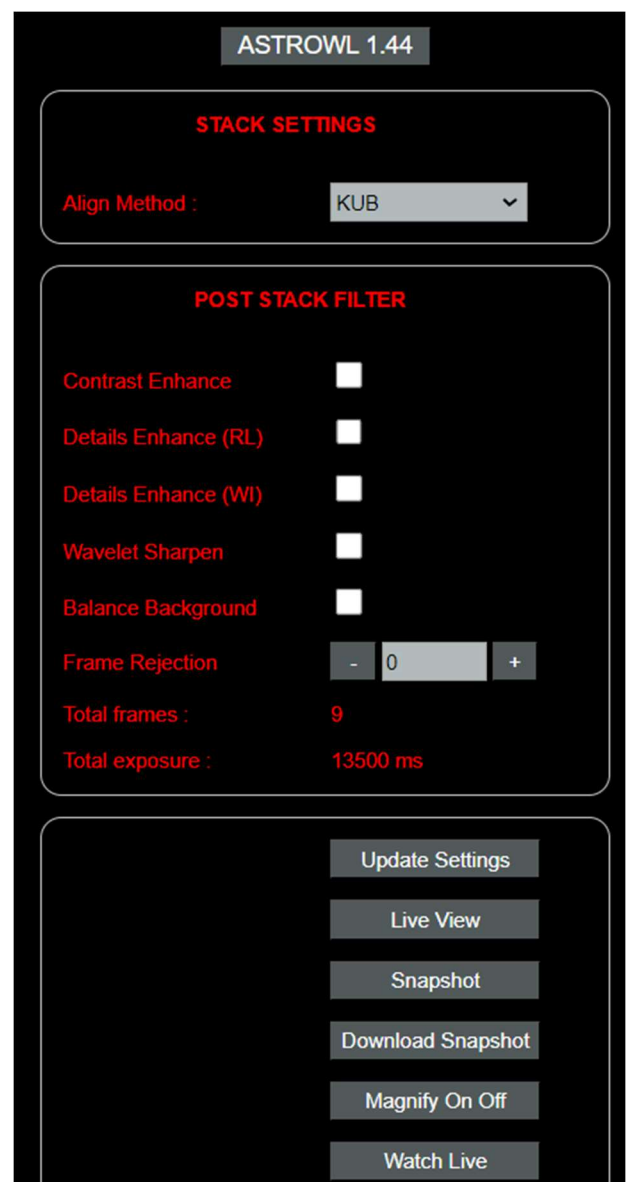 ASTROWL 1.44
STACK SETTINGS
Align Method : KUB
POST STACK FILTER
Contrast Enhance
Details Enhance (RL)
Details Enhance (WI)
Wavelet Sharpen
Balance Background
Frame Rejection - 0 +
Total frames : 9
Total exposure : 13500 ms
Update Settings
Live View
Snapshot
Download Snapshot
Magnify On Off
Watch Live